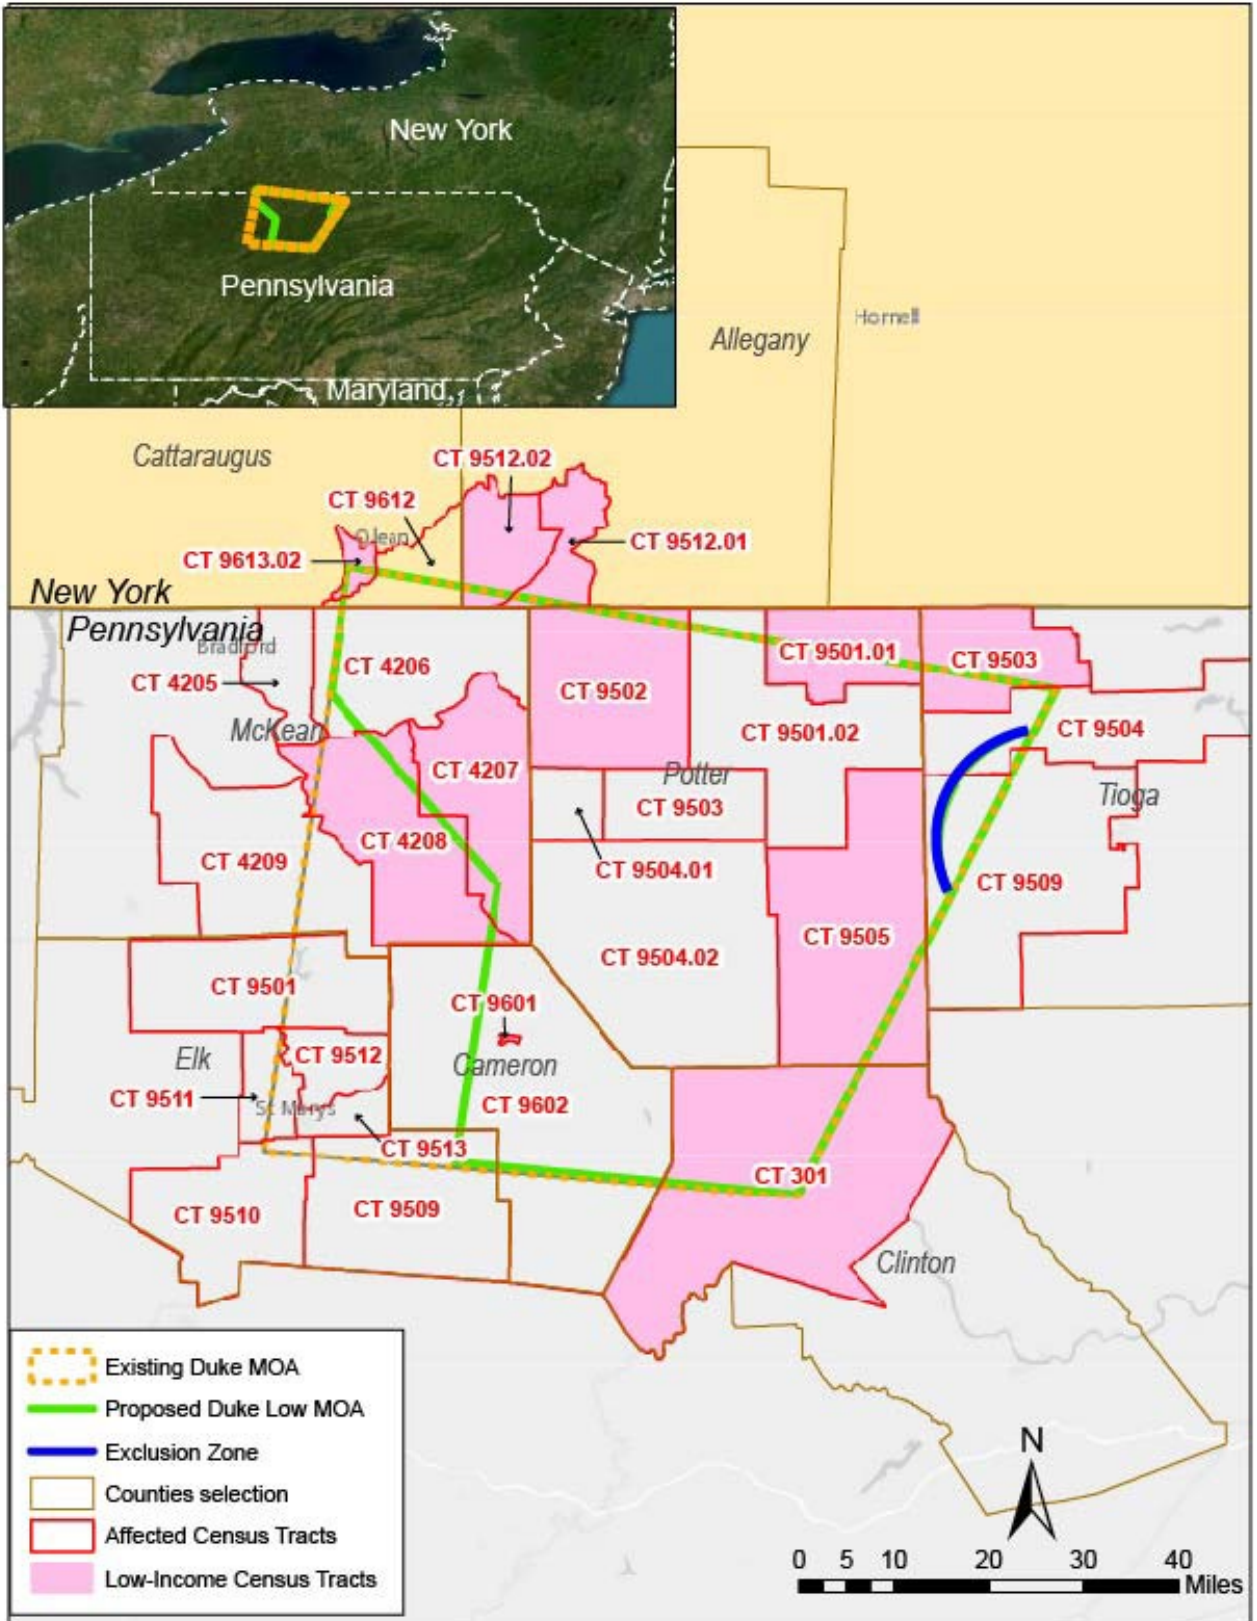 New York
Pennsylvania
Maryland
Allegany
Hornell
Cattaraugus
CT 9512.02
CT 9612
Olean
CT 9613.02
CT 9512.01
New York
Pennsylvania
Bradford
CT 4206
CT 9501.01
CT 9503
CT 4205
CT 9502
McKean
CT 9501.02
CT 9504
CT 4207
Potter
Tioga
CT 9503
CT 4208
CT 4209
CT 9504.01
CT 9509
CT 9505
CT 9504.02
CT 9501
CT 9601
Elk
CT 9512
Cameron
CT 9511
St Marys
CT 9602
CT 9513
CT 301
CT 9510
CT 9509
Clinton
Existing Duke MOA
Proposed Duke Low MOA
Exclusion Zone
Counties selection
Affected Census Tracts
Low-Income Census Tracts
N
0 5 10 20 30 40
Miles